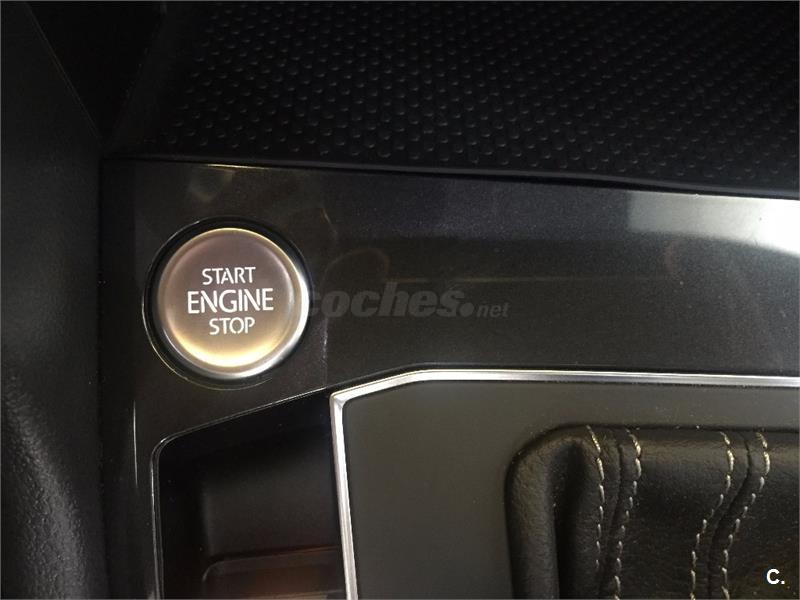 START
ENGINE
STOP
coches.net
C.